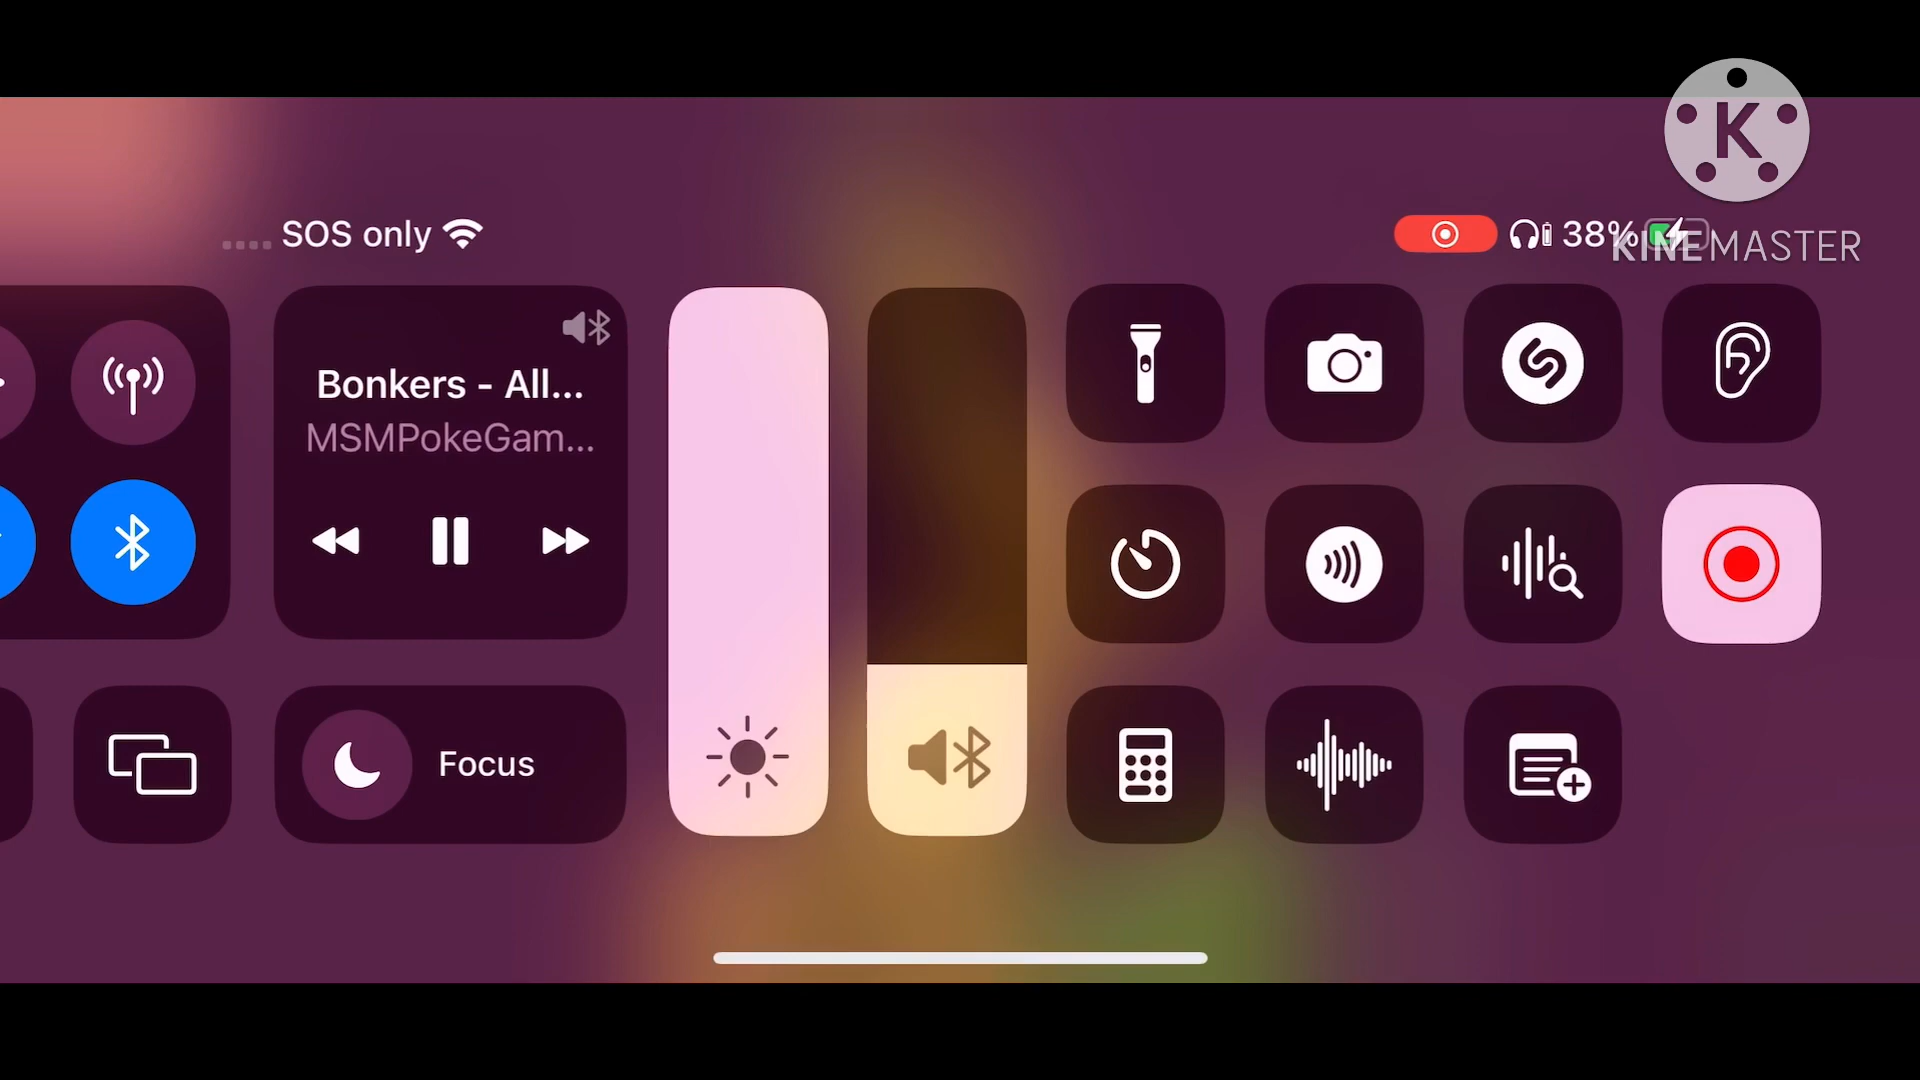 SOS only
38%
K
KINEMASTER
Bonkers - All...
MSMPokeGam...
Focus